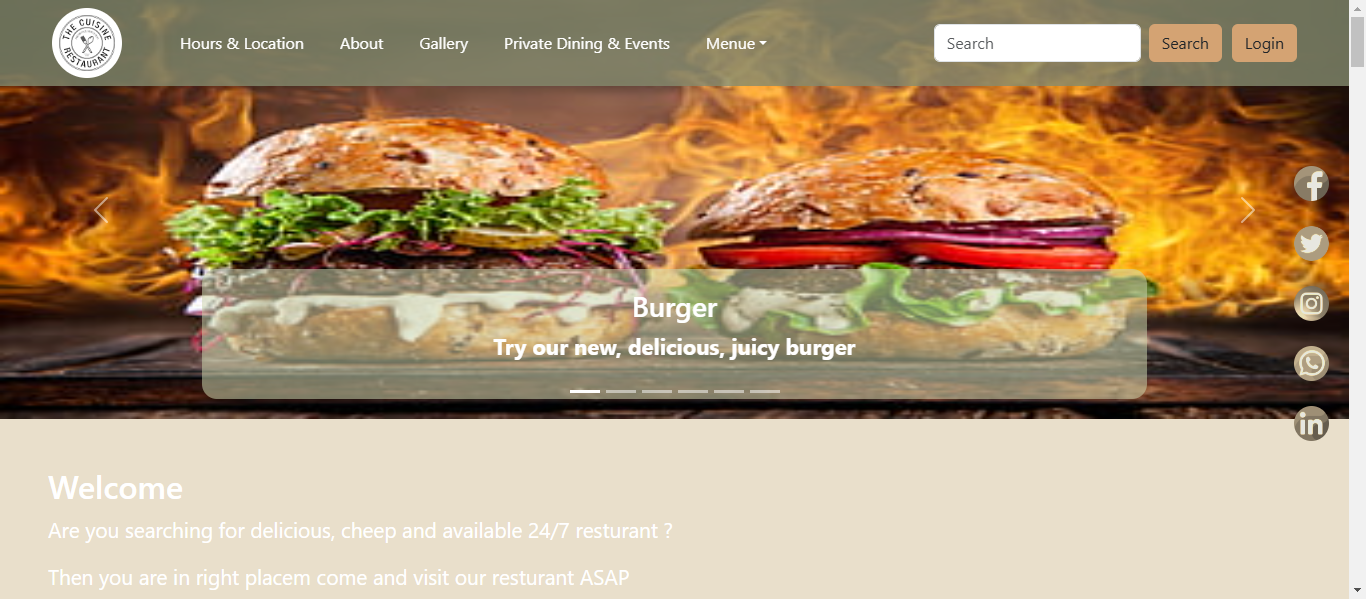 THE CUISINE
RESTAURANT
Hours & Location
About
Gallery
Private Dining & Events
Menue
Search
Search
Login
Burger
Try our new, delicious, juicy burger
Welcome
Are you searching for delicious, cheep and available 24/7 resturant ?
Then you are in right placem come and visit our resturant ASAP